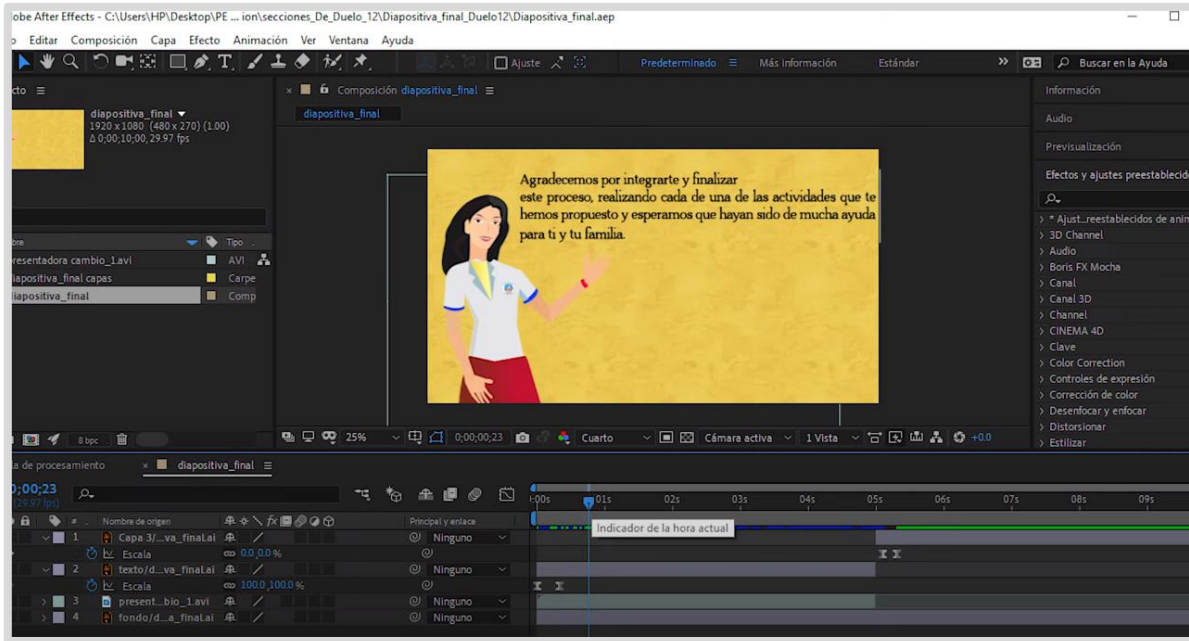 obe After Effects - C:\Users\HP\Desktop\PE ... ion\secciones_De_Duelo_12\Diapositiva_final_Duelo12\Diapositiva_final.aep
Editar Composición Capa Efecto Animación Ver Ventana Ayuda
Ajuste
Predeterminado
Más información
Estándar
Buscar en la Ayuda
cto
diapositiva_final
1920 x 1080 (480 x 270) (1.00)
Δ 0;00;10;00, 29.97 fps
Composición diapositiva_final
diapositiva_final
Agradecemos por integrarte y finalizar
este proceso, realizando cada de una de las actividades que te
hemos propuesto y esperamos que hayan sido de mucha ayuda
para ti y tu familia.
Información
Audio
Previsualización
Efectos y ajustes preestablecido
* Ajust…reestablecidos de anin
3D Channel
Audio
Boris FX Mocha
Canal
Canal 3D
Channel
CINEMA 4D
Clave
Color Correction
Controles de expresión
Corrección de color
Desenfocar y enfocar
Distorsionar
Estilizar
bre Tipo
resentadora cambio_1.avi AVI
iapositiva_final capas Carpe
iapositiva_final Comp
8 bpc
25% 0;00;00;23 Cuarto Cámara activa 1 Vista +0.0
a de procesamiento diapositiva_final
0;00;23
(29.97 fps)
:00s 01s 02s 03s 04s 05s 06s 07s 08s 09s
Indicador de la hora actual
# Nombre de origen Principal y enlace
1 Capa 3/...va_final.ai Ninguno
Escala 0.0,0.0 %
2 texto/d...va_final.ai Ninguno
Escala 100.0,100.0 %
3 present...bio_1.avi Ninguno
4 fondo/d...a_final.ai Ninguno